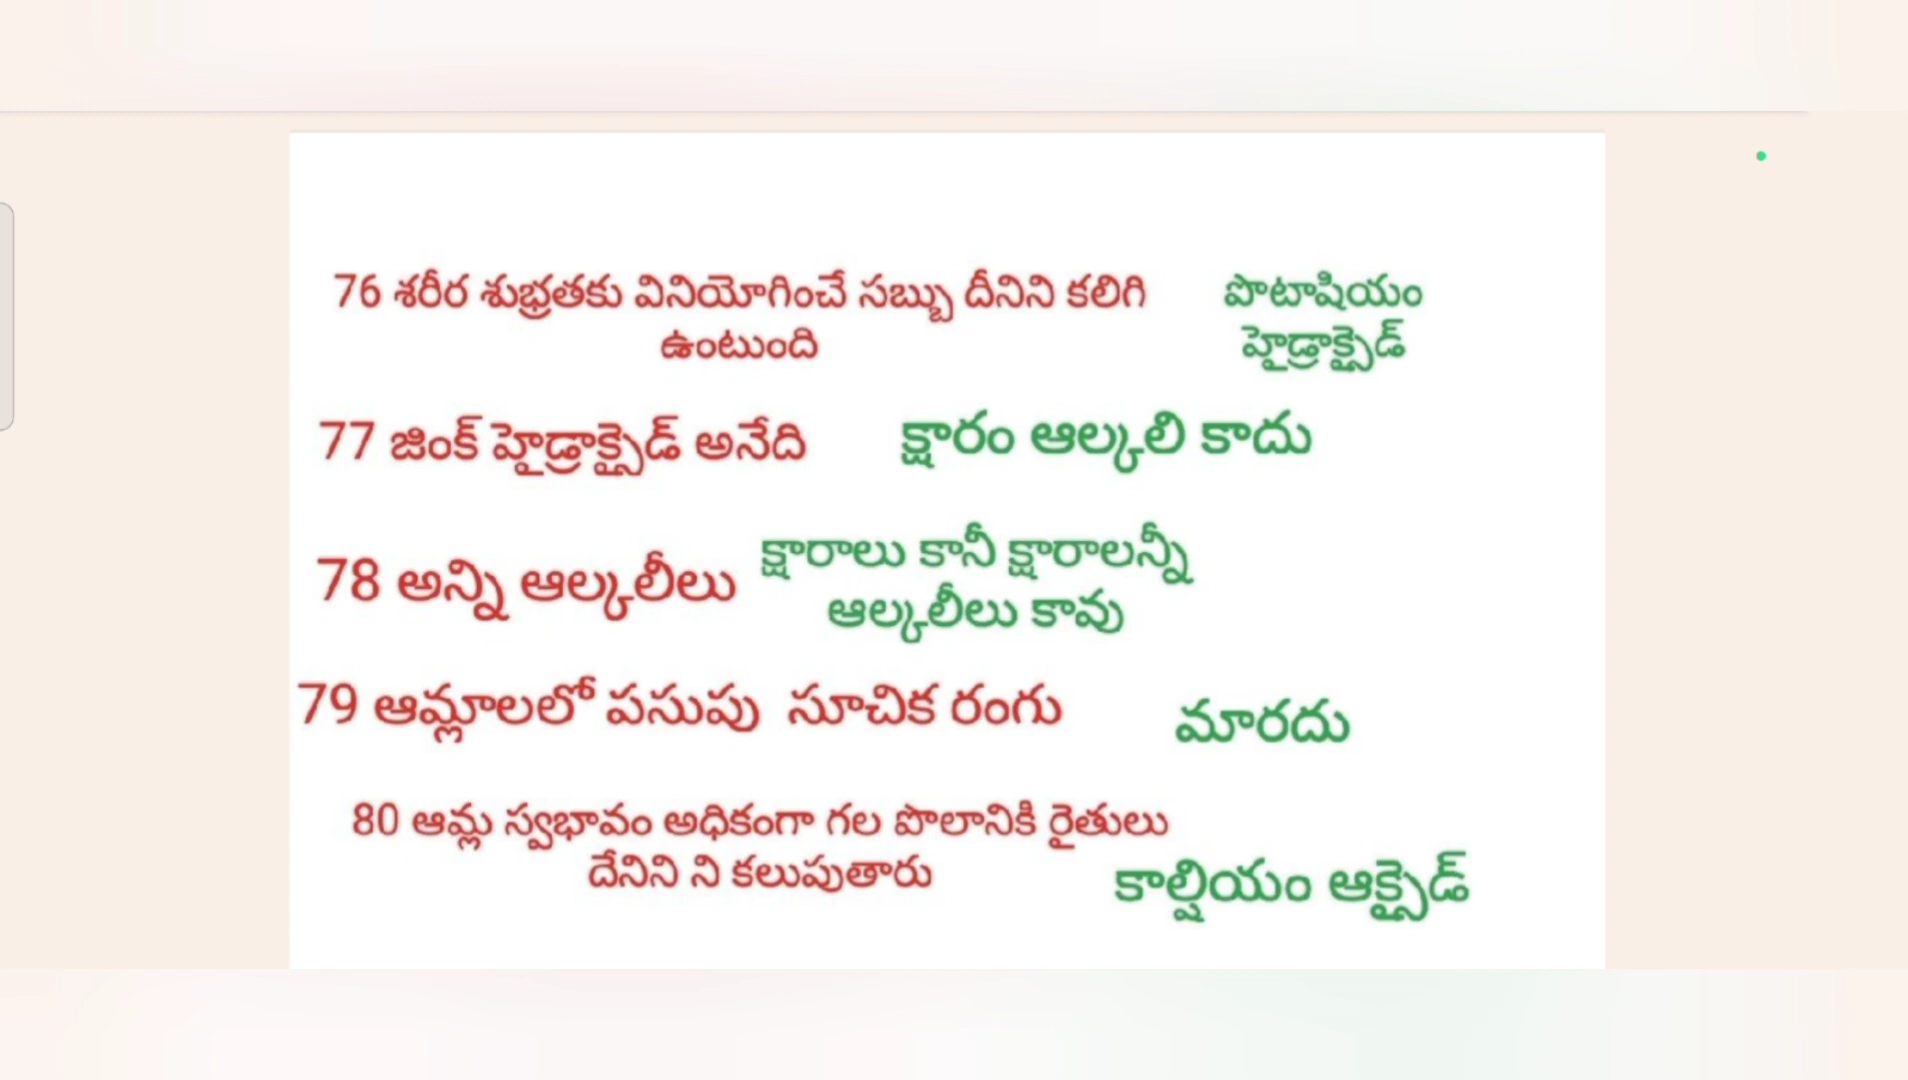 76 శరీర శుభ్రతకు వినియోగించే సబ్బు దీనిని కలిగి
ఉంటుంది
పొటాషియం
హైడ్రాక్సైడ్
77 జింక్ హైడ్రాక్సైడ్ అనేది
క్షారం ఆల్కలి కాదు
78 అన్ని ఆల్కలీలు
క్షారాలు కానీ క్షారాలన్నీ
ఆల్కలీలు కావు
79 ఆమ్లాలలో పసుపు సూచిక రంగు
మారదు
80 ఆమ్ల స్వభావం అధికంగా గల పొలానికి రైతులు
దేనిని ని కలుపుతారు
కాల్షియం ఆక్సైడ్